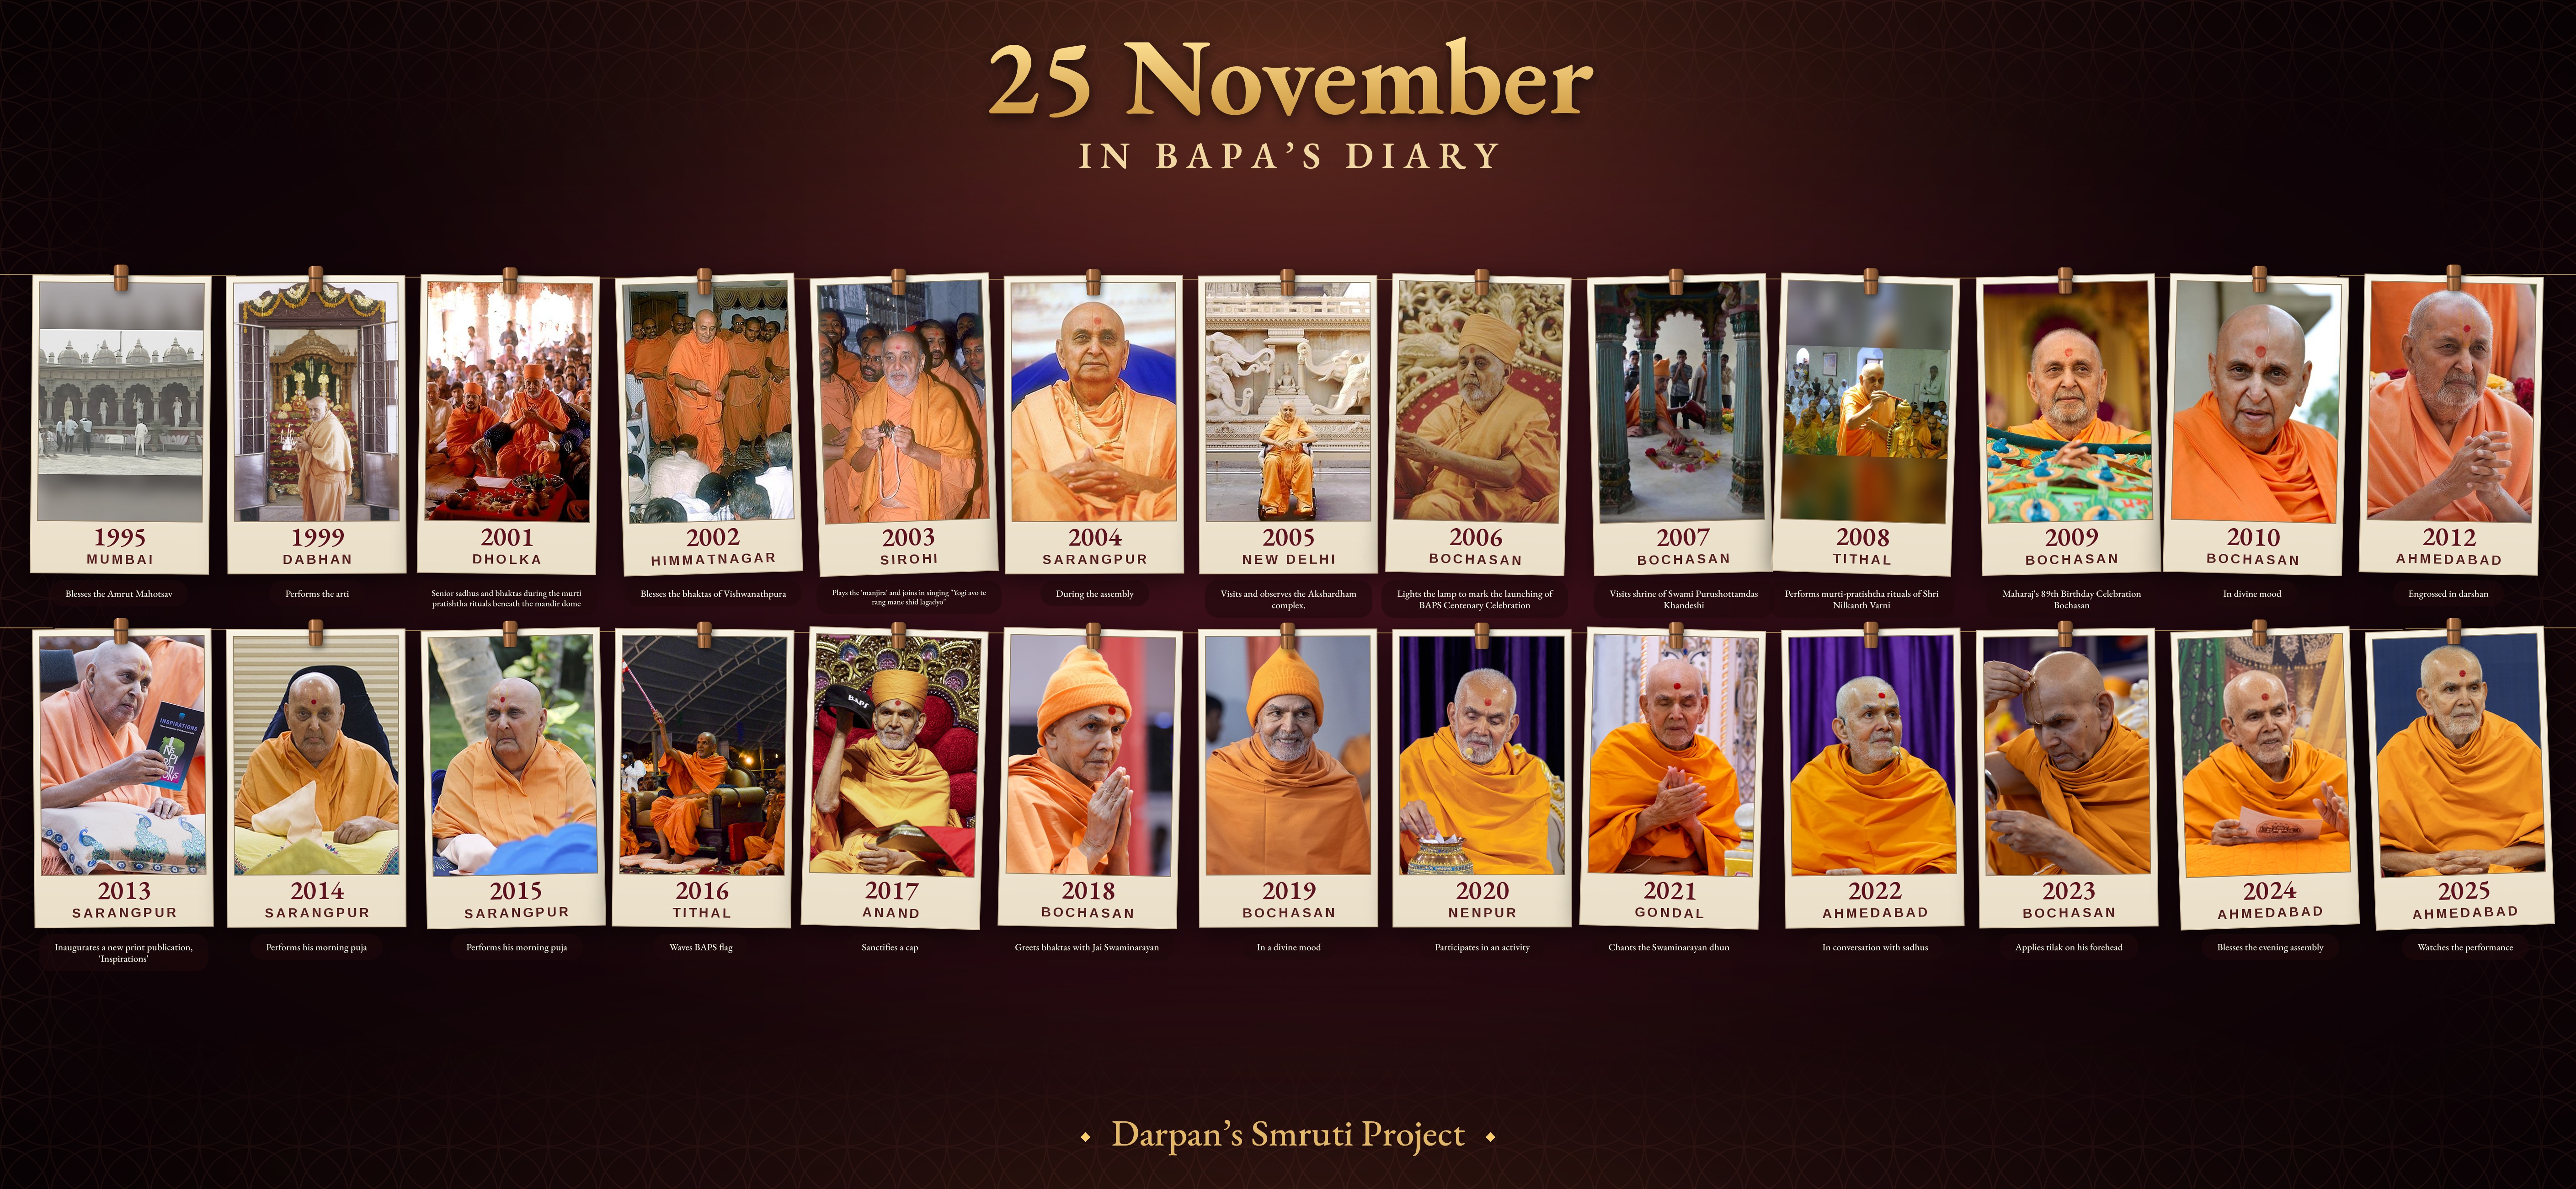 25 November
IN BAPA’S DIARY
1995
MUMBAI
Blesses the Amrut Mahotsav
1999
DABHAN
Performs the arti
2001
DHOLKA
Senior sadhus and bhaktas during the murti
pratishtha rituals beneath the mandir dome
2002
HIMMATNAGAR
Blesses the bhaktas of Vishwanathpura
2003
SIROHI
Plays the 'manjira' and joins in singing "Yogi avo te
rang mane shid lagadyo"
2004
SARANGPUR
During the assembly
2005
NEW DELHI
Visits and observes the Akshardham
complex.
2006
BOCHASAN
Lights the lamp to mark the launching of
BAPS Centenary Celebration
2007
BOCHASAN
Visits shrine of Swami Purushottamdas
Khandeshi
2008
TITHAL
Performs murti-pratishtha rituals of Shri
Nilkanth Varni
2009
BOCHASAN
Maharaj's 89th Birthday Celebration
Bochasan
2010
BOCHASAN
In divine mood
2012
AHMEDABAD
Engrossed in darshan
INSPIRATIONS
2013
SARANGPUR
Inaugurates a new print publication,
'Inspirations'
2014
SARANGPUR
Performs his morning puja
2015
SARANGPUR
Performs his morning puja
2016
TITHAL
Waves BAPS flag
BAPS
2017
ANAND
Sanctifies a cap
2018
BOCHASAN
Greets bhaktas with Jai Swaminarayan
2019
BOCHASAN
In a divine mood
2020
NENPUR
Participates in an activity
2021
GONDAL
Chants the Swaminarayan dhun
2022
AHMEDABAD
In conversation with sadhus
2023
BOCHASAN
Applies tilak on his forehead
2024
AHMEDABAD
Blesses the evening assembly
2025
AHMEDABAD
Watches the performance
Darpan’s Smruti Project